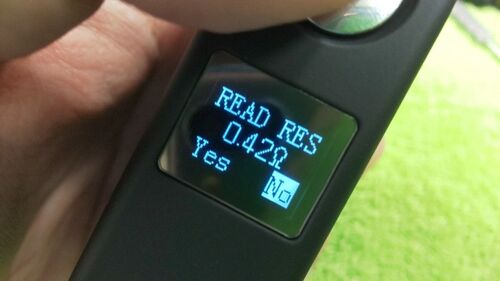 READ RES
0.42Ω
Yes No